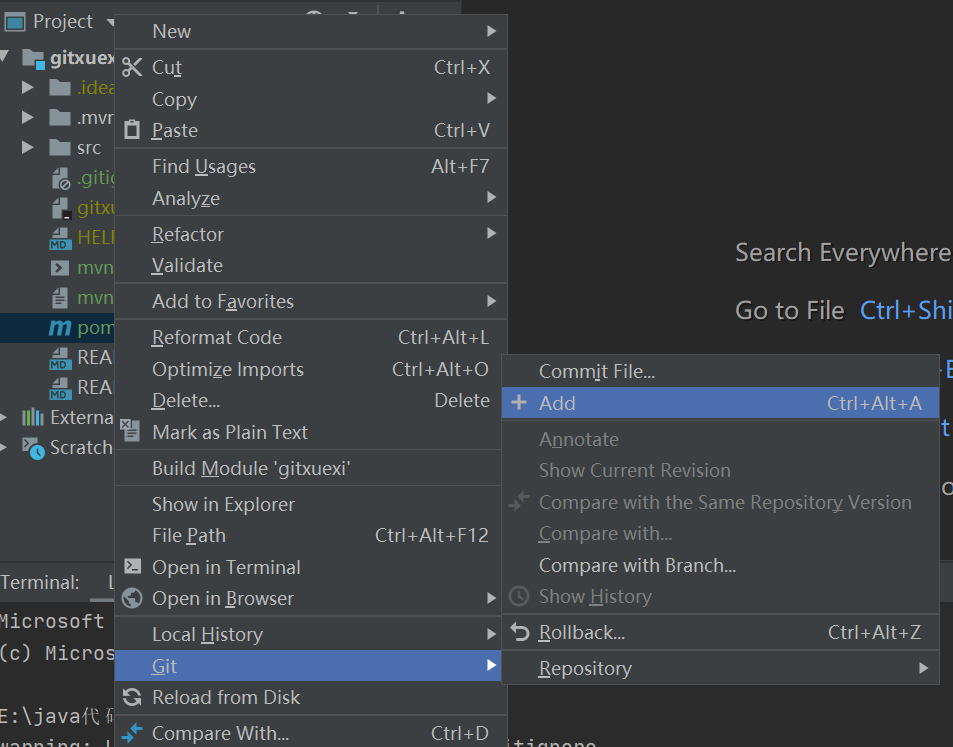 Project
New
gitxuex
Cut Ctrl+X
.idea
Copy
.mvr
Paste Ctrl+V
src
Find Usages Alt+F7
.gitig
Analyze
gitxu
Refactor
HELI
Validate
mvn
Add to Favorites
mvn
Reformat Code Ctrl+Alt+L
pom
Optimize Imports Ctrl+Alt+O
REA
Delete... Delete
REA
Mark as Plain Text
Externa
Scratch
Build Module 'gitxuexi'
Show in Explorer
File Path Ctrl+Alt+F12
Open in Terminal
Open in Browser
Local History
Git
Reload from Disk
Compare With... Ctrl+D
Commit File...
Add Ctrl+Alt+A
Annotate
Show Current Revision
Compare with the Same Repository Version
Compare with...
Compare with Branch...
Show History
Rollback... Ctrl+Alt+Z
Repository
Search Everywhere
Go to File Ctrl+Shi
Terminal: L
Microsoft
(c) Micros
E:\java代码
warning: L
itignore